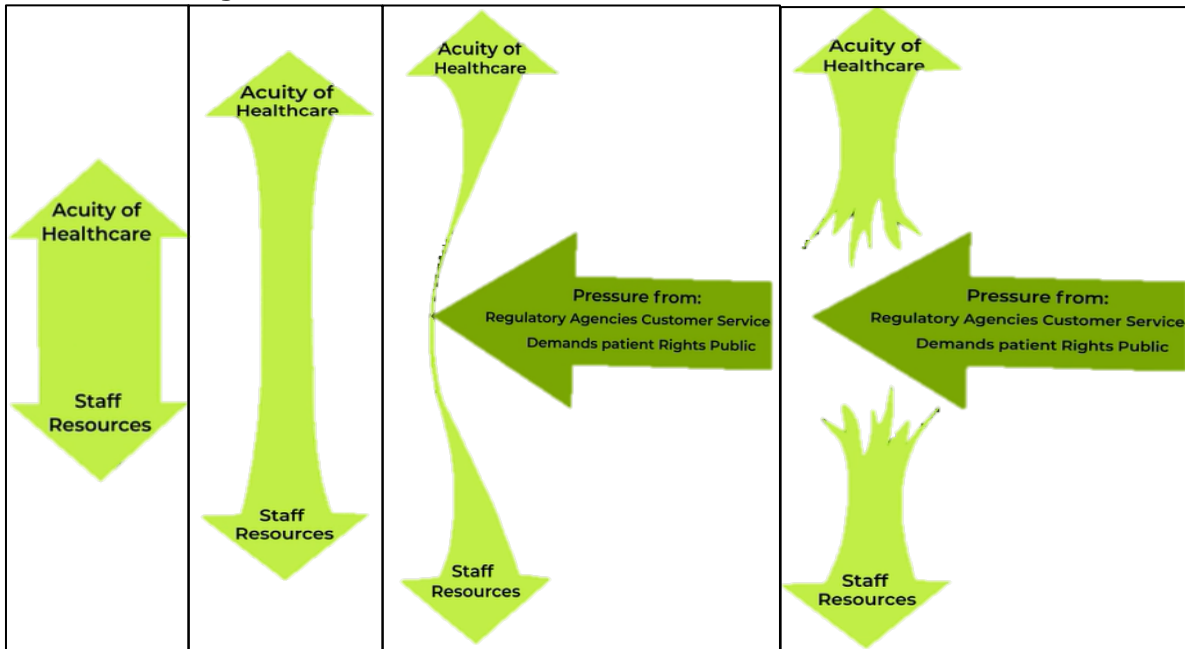 Acuity of
Healthcare
Staff
Resources
Acuity of
Healthcare
Staff
Resources
Acuity of
Healthcare
Pressure from:
Regulatory Agencies Customer Service
Demands patient Rights Public
Staff
Resources
Acuity of
Healthcare
Pressure from:
Regulatory Agencies Customer Service
Demands patient Rights Public
Staff
Resources